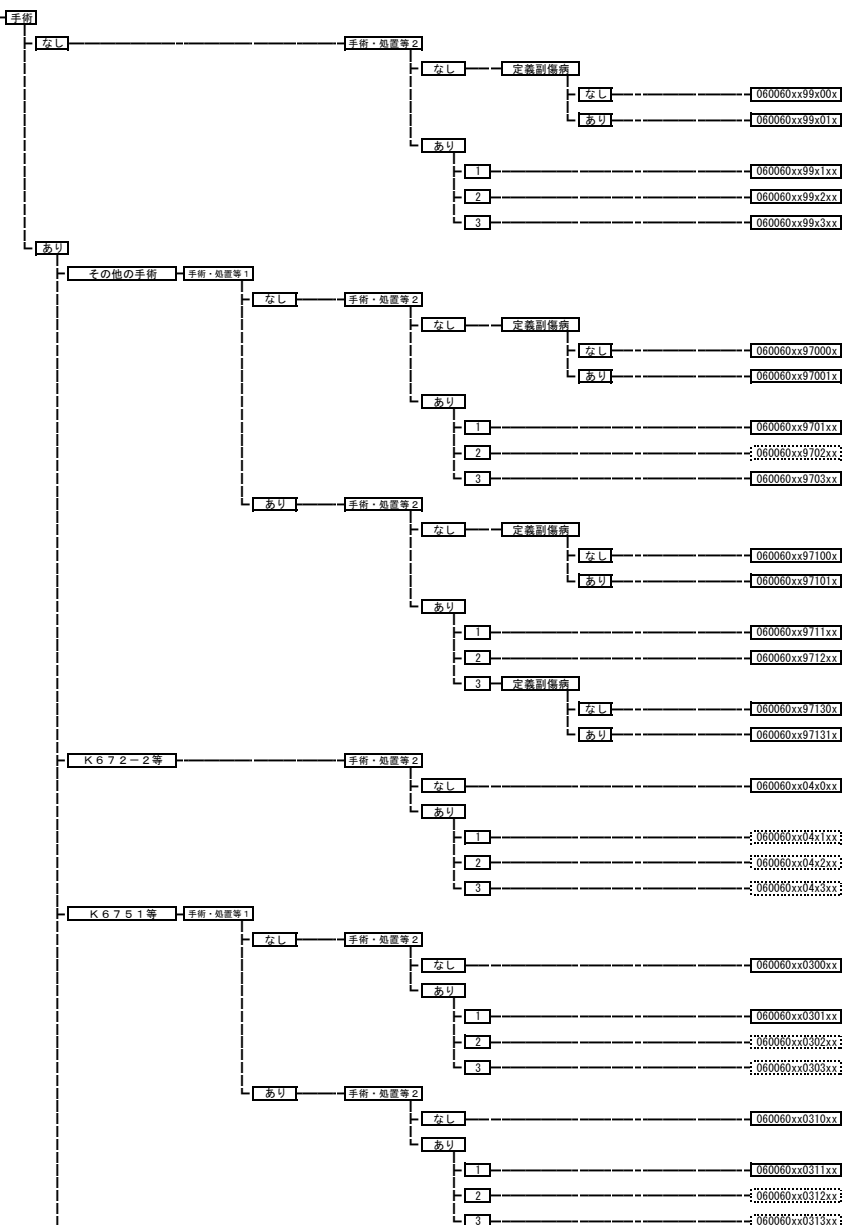 手術
なし 手術・処置等2
なし 定義副傷病
なし 060060xx99x00x
あり 060060xx99x01x
あり
1 060060xx99x1xx
2 060060xx99x2xx
3 060060xx99x3xx
あり
その他の手術 手術・処置等1
なし 手術・処置等2
なし 定義副傷病
なし 060060xx97000x
あり 060060xx97001x
あり
1 060060xx9701xx
2 060060xx9702xx
3 060060xx9703xx
あり 手術・処置等2
なし 定義副傷病
なし 060060xx97100x
あり 060060xx97101x
あり
1 060060xx9711xx
2 060060xx9712xx
3 定義副傷病
なし 060060xx97130x
あり 060060xx97131x
K672-2等 手術・処置等2
なし 060060xx04x0xx
あり
1 060060xx04x1xx
2 060060xx04x2xx
3 060060xx04x3xx
K6751等 手術・処置等1
なし 手術・処置等2
なし 060060xx0300xx
あり
1 060060xx0301xx
2 060060xx0302xx
3 060060xx0303xx
あり 手術・処置等2
なし 060060xx0310xx
あり
1 060060xx0311xx
2 060060xx0312xx
3 060060xx0313xx